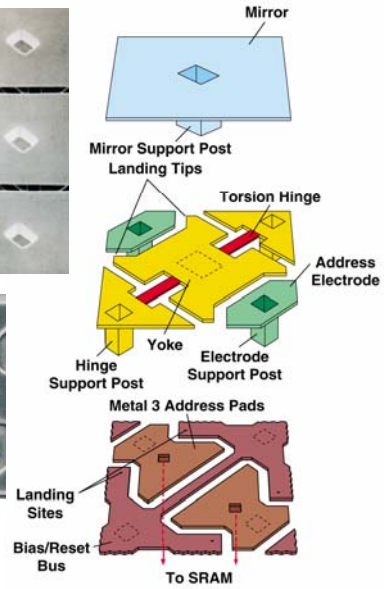 Mirror
Mirror Support Post
Landing Tips
Torsion Hinge
Address
Electrode
Yoke
Hinge
Support Post
Electrode
Support Post
Metal 3 Address Pads
Landing
Sites
Bias/Reset
Bus
To SRAM